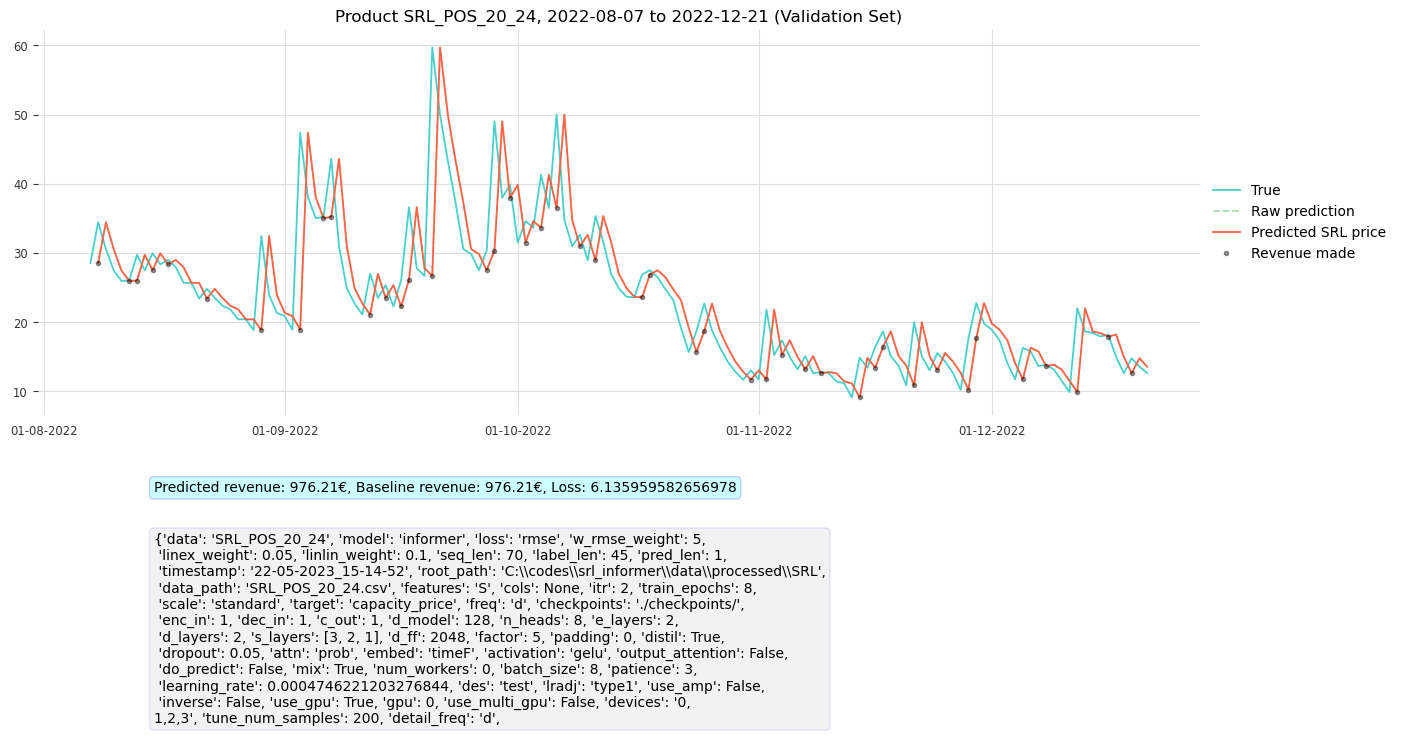 Product SRL_POS_20_24, 2022-08-07 to 2022-12-21 (Validation Set)
60
50
40
30
20
10
01-08-2022
01-09-2022
01-10-2022
01-11-2022
01-12-2022
True
Raw prediction
Predicted SRL price
Revenue made
Predicted revenue: 976.21€, Baseline revenue: 976.21€, Loss: 6.135959582656978
{'data': 'SRL_POS_20_24', 'model': 'informer', 'loss': 'rmse', 'w_rmse_weight': 5,
'linex_weight': 0.05, 'linlin_weight': 0.1, 'seq_len': 70, 'label_len': 45, 'pred_len': 1,
'timestamp': '22-05-2023_15-14-52', 'root_path': 'C:\\codes\\srl_informer\\data\\processed\\SRL',
'data_path': 'SRL_POS_20_24.csv', 'features': 'S', 'cols': None, 'itr': 2, 'train_epochs': 8,
'scale': 'standard', 'target': 'capacity_price', 'freq': 'd', 'checkpoints': './checkpoints/',
'enc_in': 1, 'dec_in': 1, 'c_out': 1, 'd_model': 128, 'n_heads': 8, 'e_layers': 2,
'd_layers': 2, 's_layers': [3, 2, 1], 'd_ff': 2048, 'factor': 5, 'padding': 0, 'distil': True,
'dropout': 0.05, 'attn': 'prob', 'embed': 'timeF', 'activation': 'gelu', 'output_attention': False,
'do_predict': False, 'mix': True, 'num_workers': 0, 'batch_size': 8, 'patience': 3,
'learning_rate': 0.0004746221203276844, 'des': 'test', 'lradj': 'type1', 'use_amp': False,
'inverse': False, 'use_gpu': True, 'gpu': 0, 'use_multi_gpu': False, 'devices': '0,
1,2,3', 'tune_num_samples': 200, 'detail_freq': 'd',